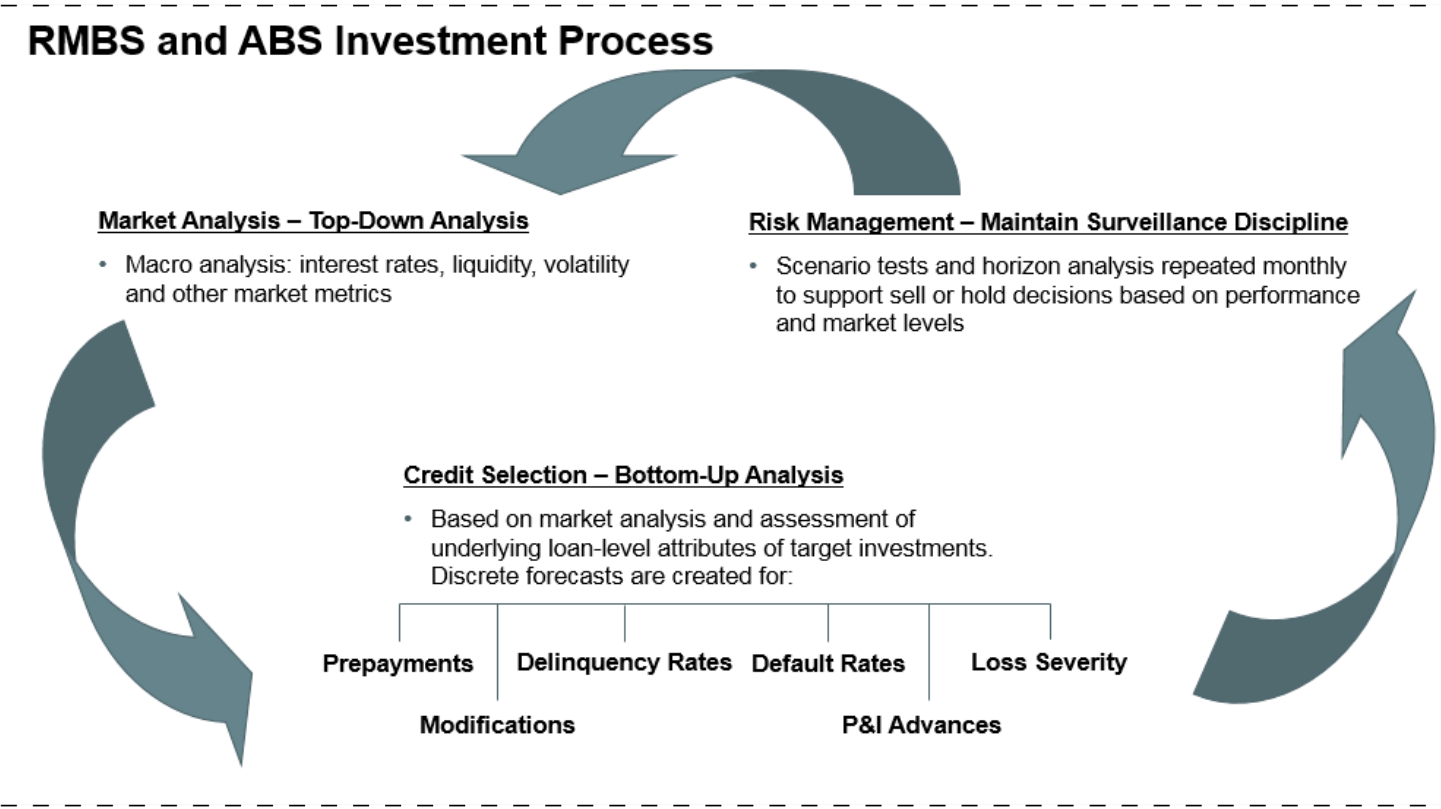 RMBS and ABS Investment Process
Market Analysis – Top-Down Analysis
• Macro analysis: interest rates, liquidity, volatility
and other market metrics
Risk Management – Maintain Surveillance Discipline
• Scenario tests and horizon analysis repeated monthly
to support sell or hold decisions based on performance
and market levels
Credit Selection – Bottom-Up Analysis
• Based on market analysis and assessment of
underlying loan-level attributes of target investments.
Discrete forecasts are created for:
Prepayments
Delinquency Rates
Default Rates
Loss Severity
Modifications
P&I Advances